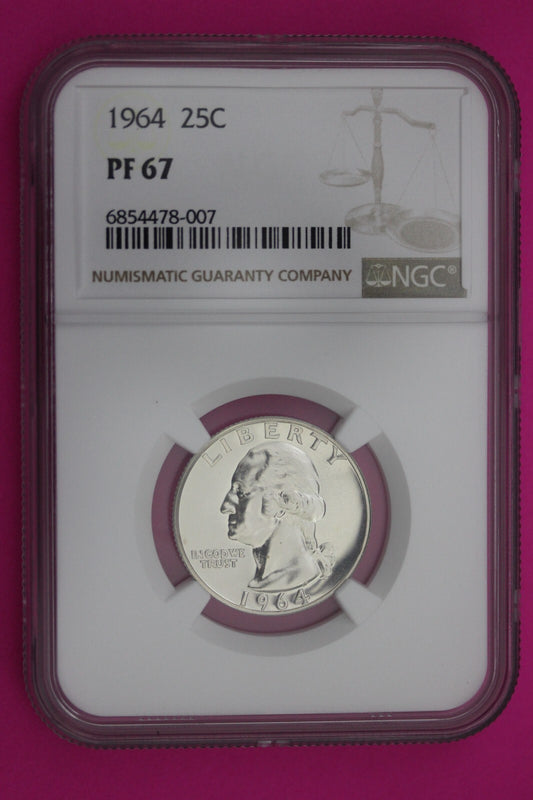 1964 25C
PF 67
6854478-007
NUMISMATIC GUARANTY COMPANY
NGC®
LIBERTY
IN GOD WE
TRUST
1964